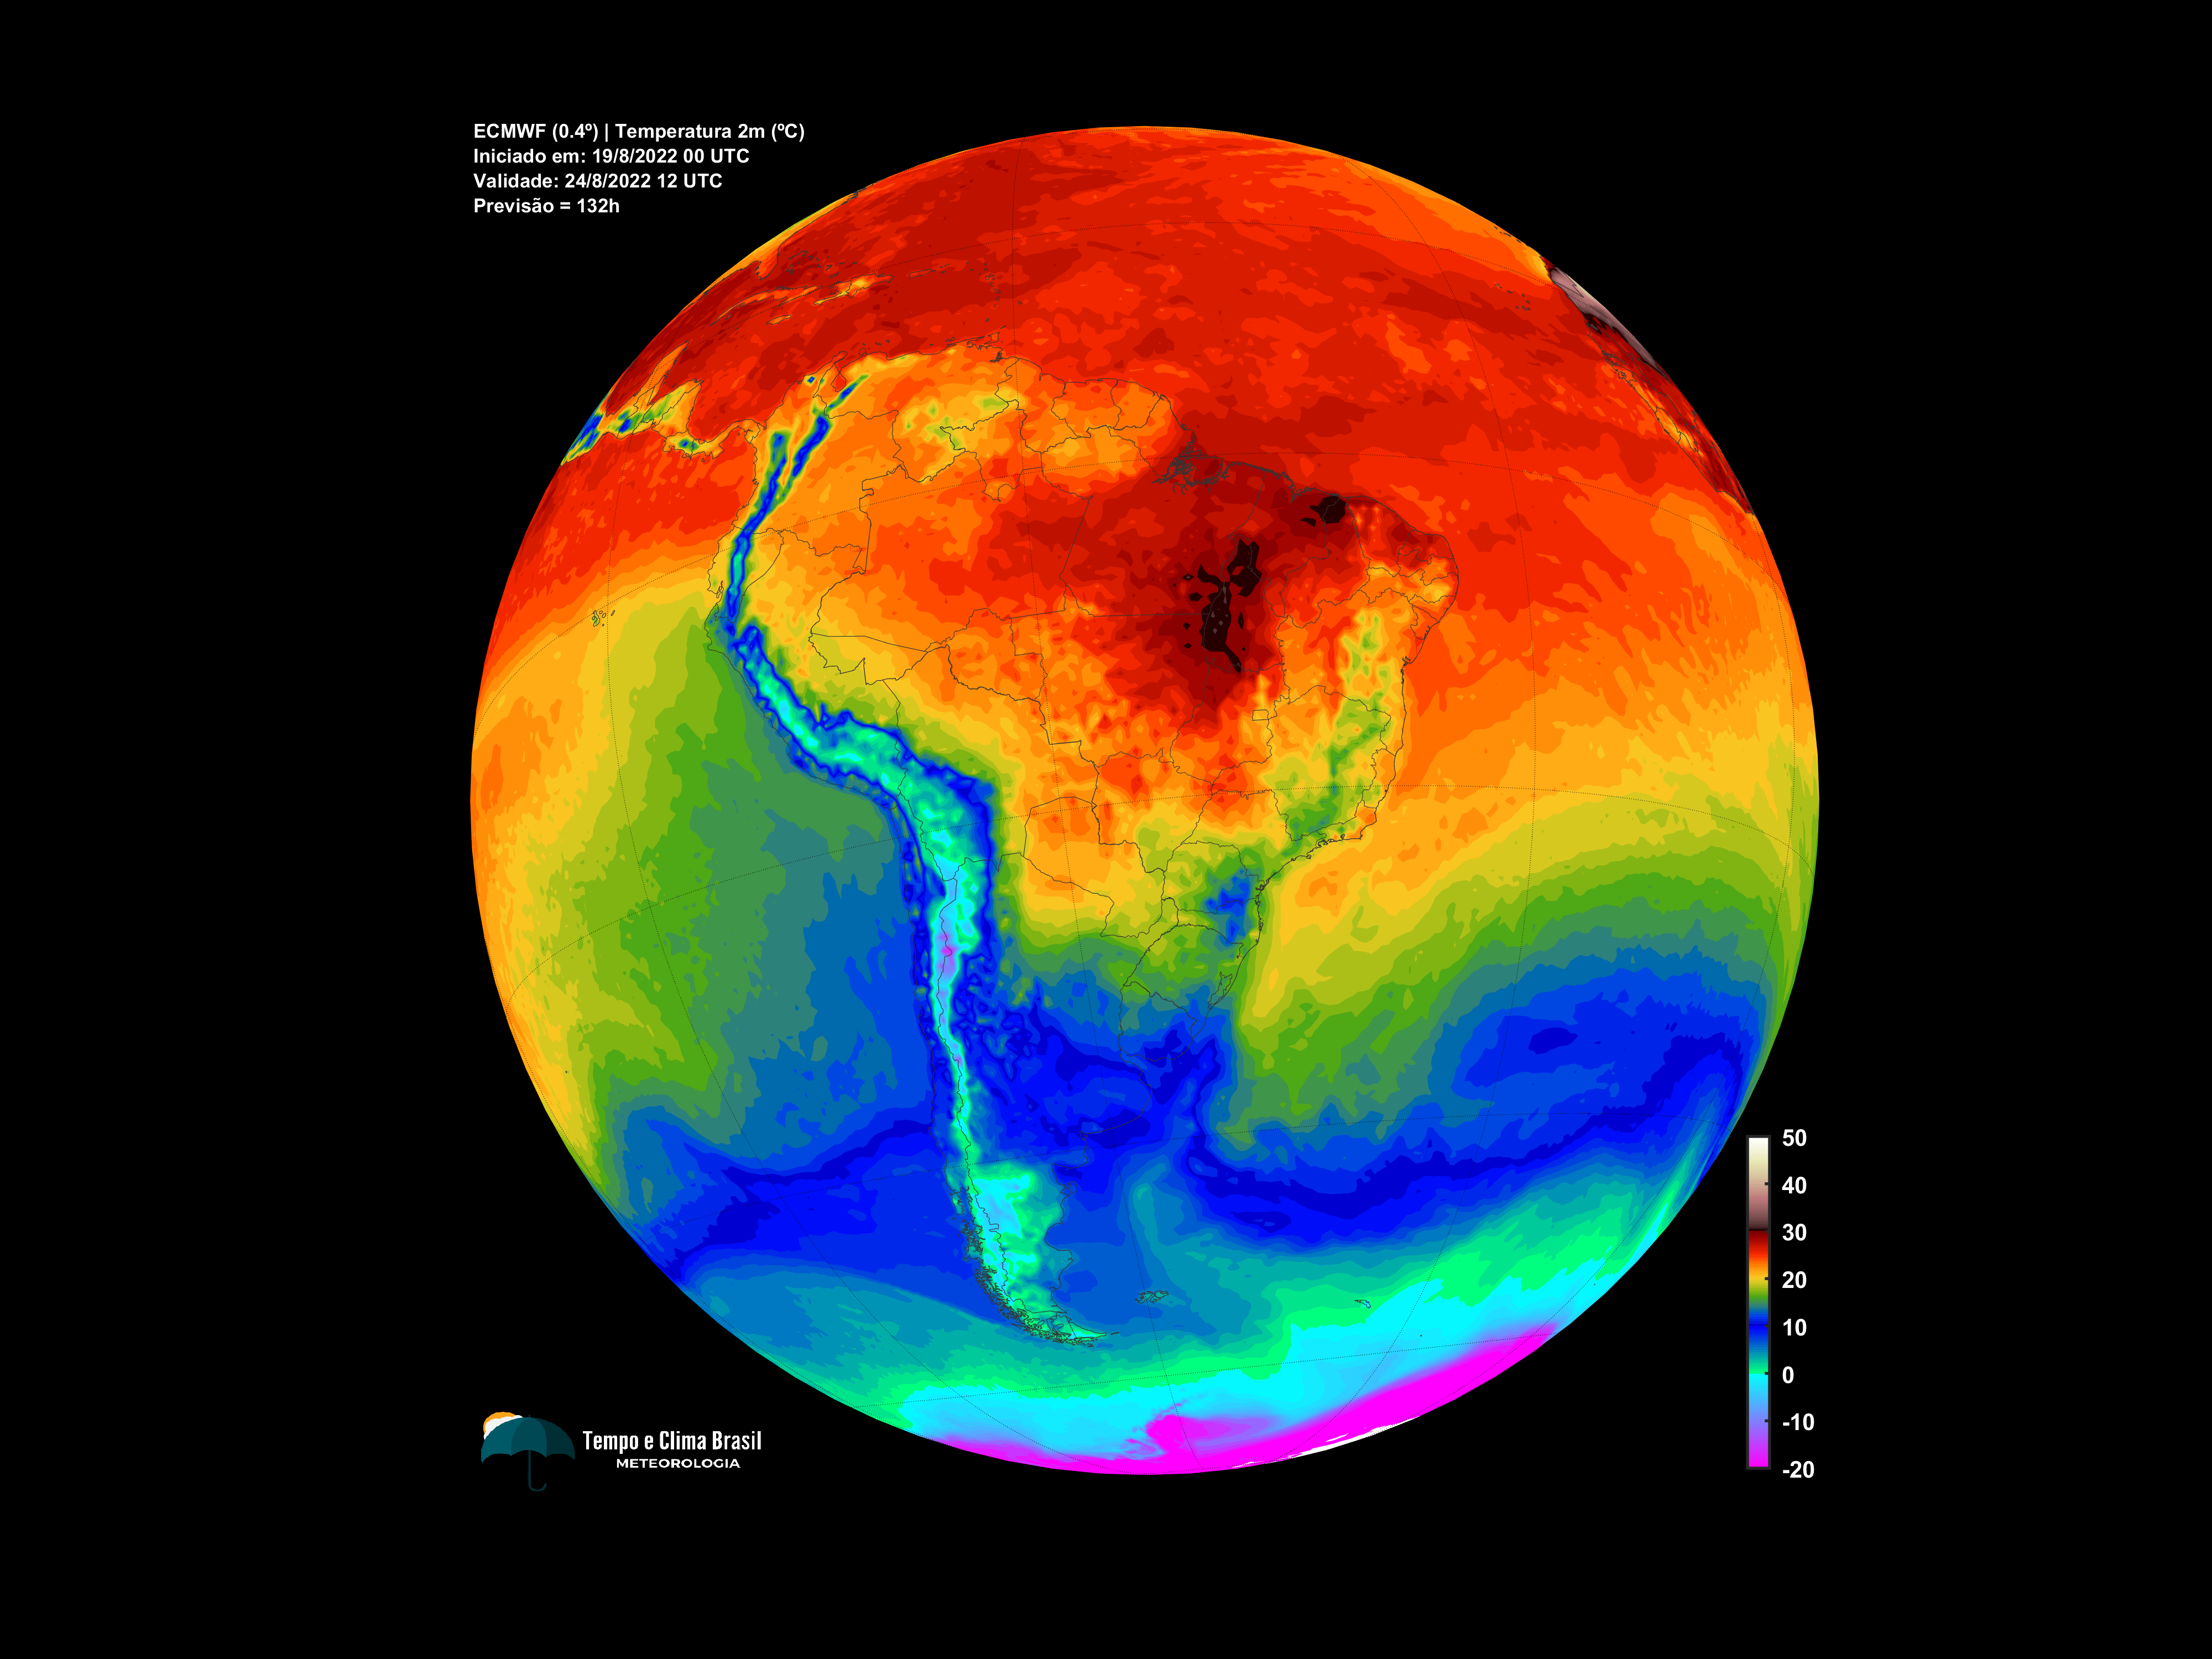 ECMWF (0.4º) | Temperatura 2m (ºC)
Iniciado em: 19/8/2022 00 UTC
Validade: 24/8/2022 12 UTC
Previsão = 132h
50
40
30
20
10
0
-10
-20
Tempo e Clima Brasil
METEOROLOGIA